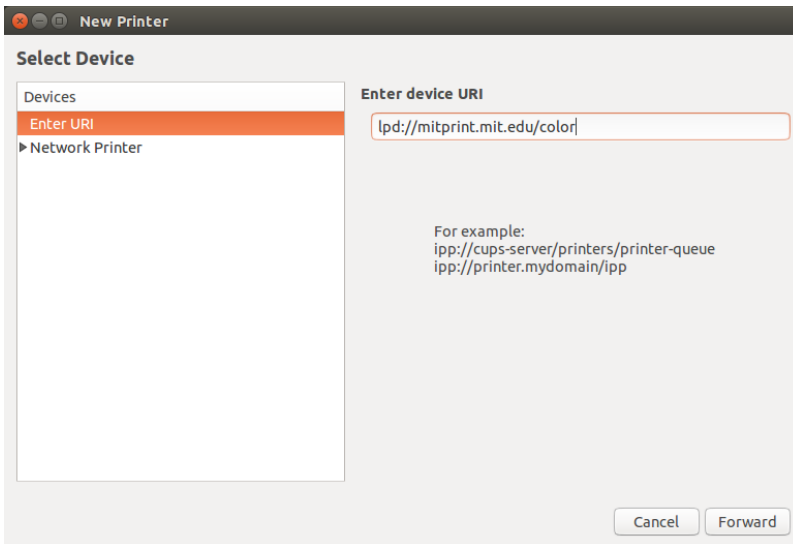 New Printer
Select Device
Devices
Enter URI
Network Printer
Enter device URI
lpd://mitprint.mit.edu/color
For example:
ipp://cups-server/printers/printer-queue
ipp://printer.mydomain/ipp
Cancel
Forward